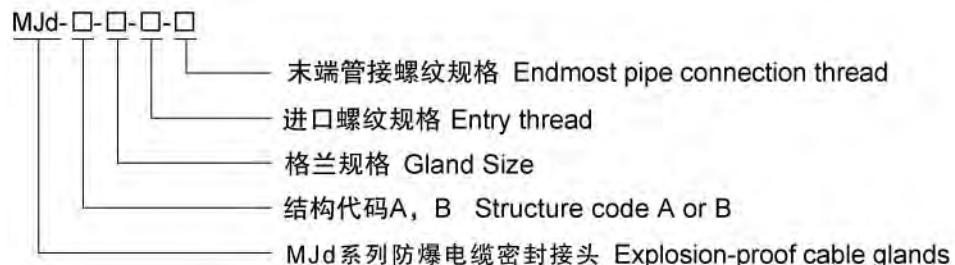 MJd-□-□-□-□
末端管接螺纹规格 Endmost pipe connection thread
进口螺纹规格 Entry thread
格兰规格 Gland Size
结构代码A，B Structure code A or B
MJd系列防爆电缆密封接头 Explosion-proof cable glands